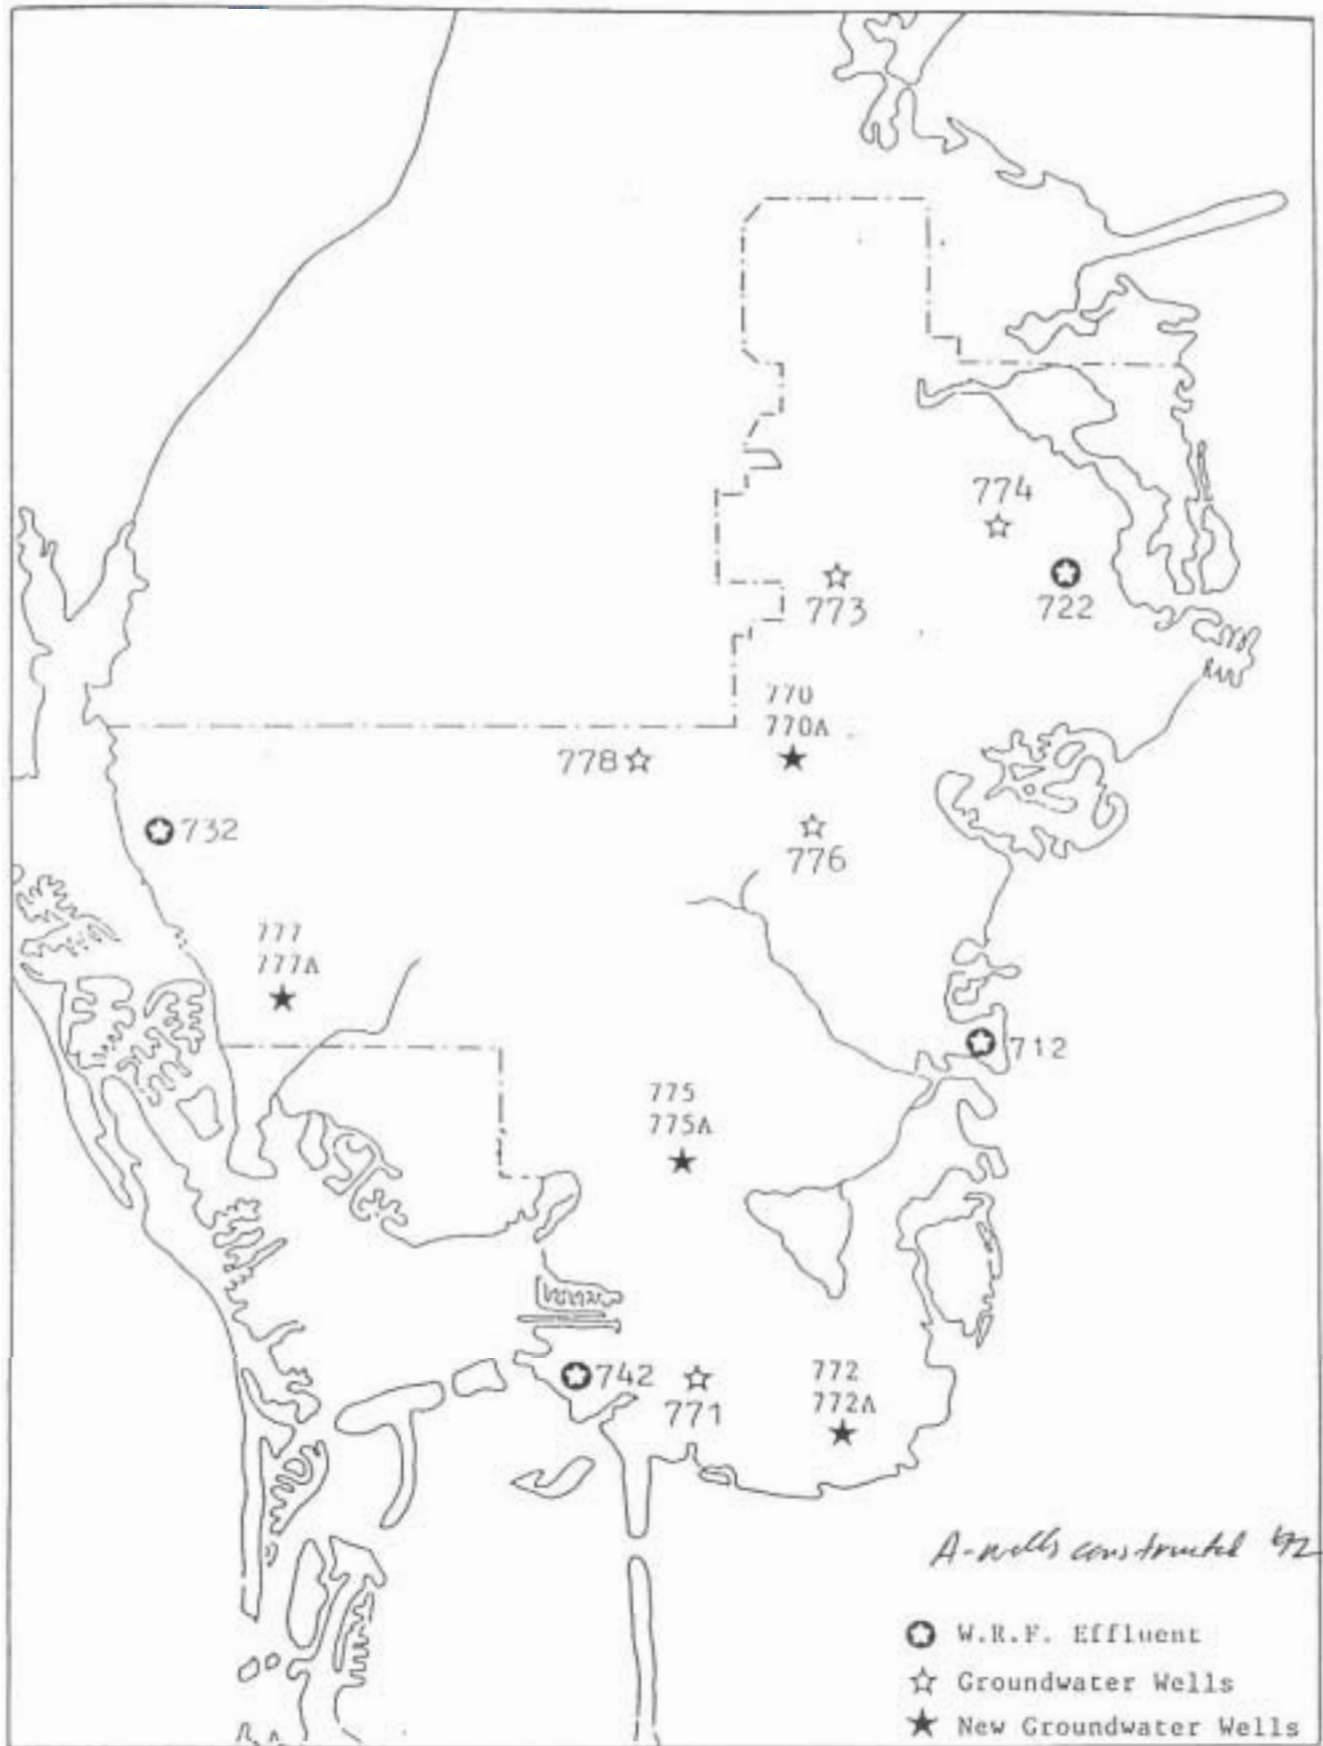 774
773
722
770
770A
778
732
776
777
777A
712
775
775A
742
771
772
772A
A-wells constructed '92
W.R.F. Effluent
Groundwater Wells
New Groundwater Wells